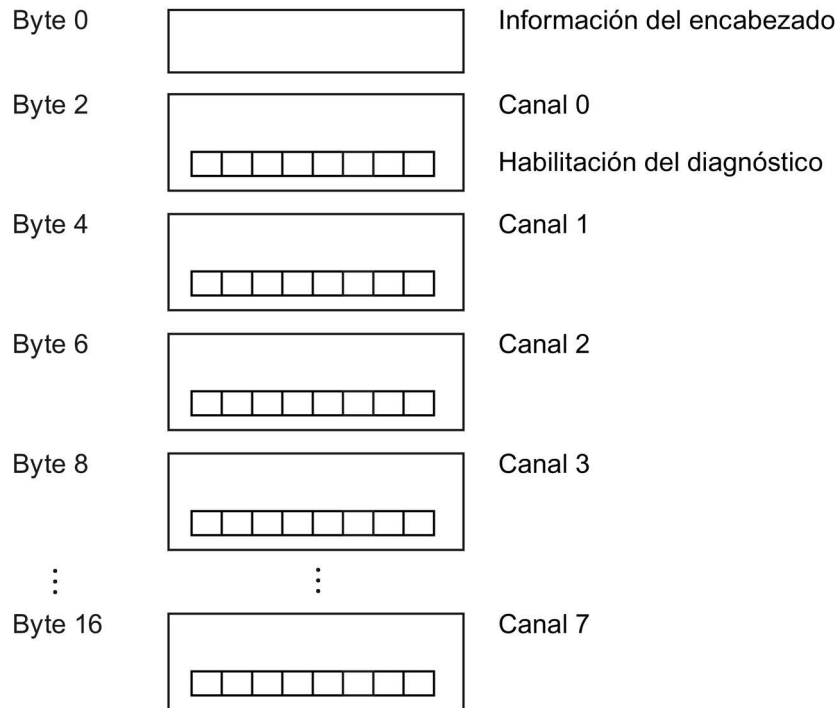 Byte 0 Información del encabezado
Byte 2 Canal 0
Habilitación del diagnóstico
Byte 4 Canal 1
Byte 6 Canal 2
Byte 8 Canal 3
⋮ ⋮
Byte 16 Canal 7